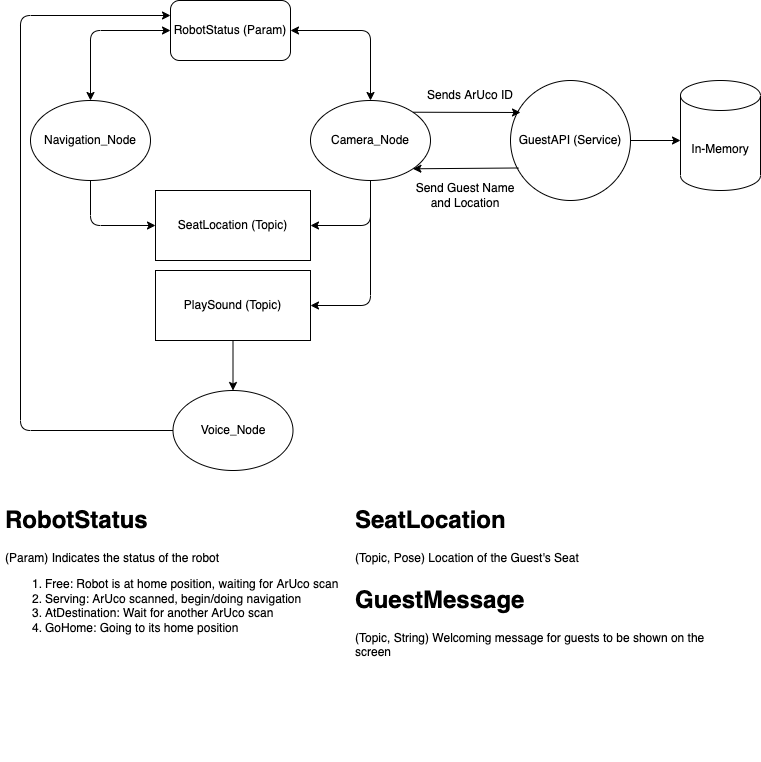 RobotStatus (Param)
Navigation_Node
Camera_Node
Sends ArUco ID
GuestAPI (Service)
In-Memory
Send Guest Name
and Location
SeatLocation (Topic)
PlaySound (Topic)
Voice_Node
RobotStatus
(Param) Indicates the status of the robot
1. Free: Robot is at home position, waiting for ArUco scan
2. Serving: ArUco scanned, begin/doing navigation
3. AtDestination: Wait for another ArUco scan
4. GoHome: Going to its home position
SeatLocation
(Topic, Pose) Location of the Guest's Seat
GuestMessage
(Topic, String) Welcoming message for guests to be shown on the
screen